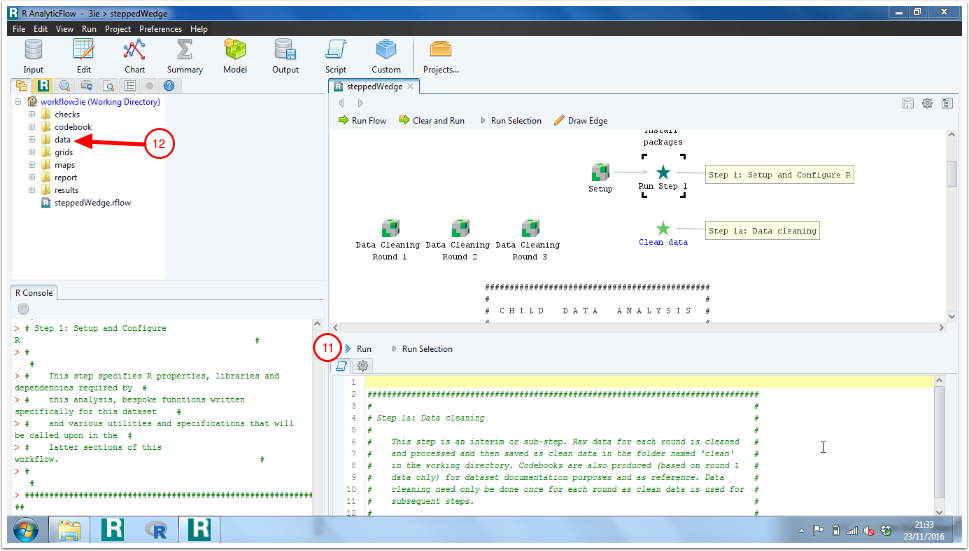 R AnalyticFlow - 3ie > steppedWedge
File Edit View Run Project Preferences Help
Input Edit Chart Summary Model Output Script Custom Projects...
workflow3ie (Working Directory)
checks
codebook
data
12
grids
maps
report
results
steppedWedge.rflow
steppedWedge
Run Flow Clear and Run Run Selection Draw Edge
install
packages
Setup
Run Step 1
Step 1: Setup and Configure R
Data Cleaning Data Cleaning Data Cleaning
Round 1 Round 2 Round 3
Clean data
Step 1a: Data cleaning
##############################################
# #
# C H I L D D A T A A N A L Y S I S #
R Console
> # Step 1: Setup and Configure
R #
> #
#
> # This step specifies R properties, libraries and
dependencies required by #
> # this analysis, bespoke functions written
specifically for this dataset #
> # and various utilities and specifications that will
be called upon in the #
> # latter sections of this
workflow. #
> #
#
> ############################################################
##
11
Run Run Selection
1
2 ################################################################################
3 # #
4 # Step 1a: Data cleaning #
5 # #
6 # This step is an interim or sub-step. Raw data for each round is cleaned #
7 # and processed and then saved as clean data in the folder named 'clean' #
8 # in the working directory. Codebooks are also produced (based on round 1 #
9 # data only) for dataset documentation purposes and as reference. Data #
10 # cleaning need only be done once for each round as clean data is used for #
11 # subsequent steps. #
12 # #
21:33
23/11/2016